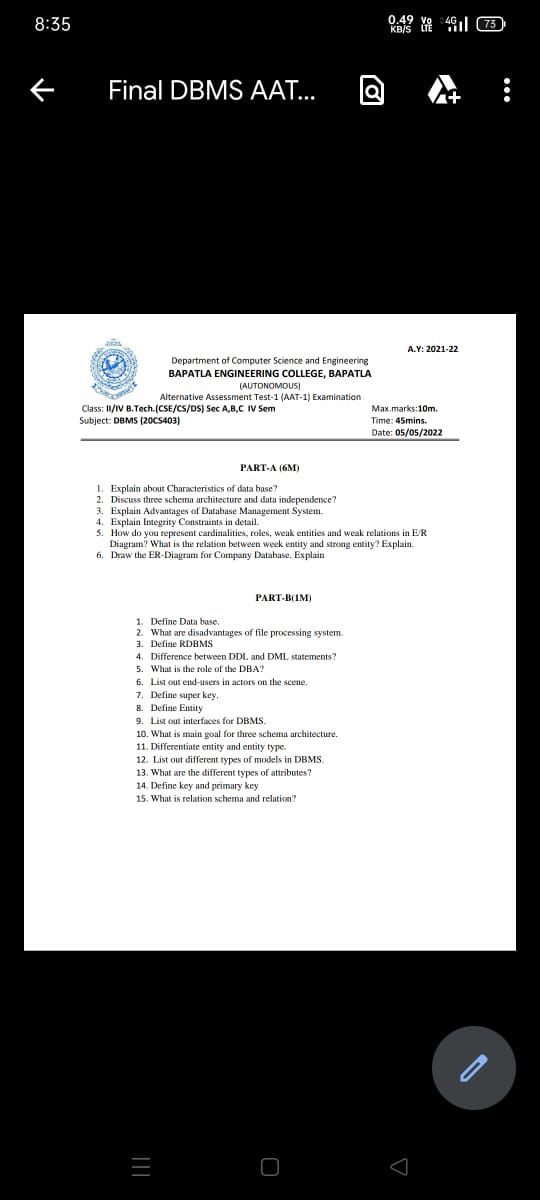 8:35
0.49 KB/S Vo LTE 4G 73
Final DBMS AAT...
A.Y: 2021-22
Department of Computer Science and Engineering
BAPATLA ENGINEERING COLLEGE, BAPATLA
(AUTONOMOUS)
Alternative Assessment Test-1 (AAT-1) Examination
Class: II/IV B.Tech.(CSE/CS/DS) Sec A,B,C IV Sem Max.marks:10m.
Subject: DBMS (20CS403) Time: 45mins.
Date: 05/05/2022
PART-A (6M)
1. Explain about Characteristics of data base?
2. Discuss three schema architecture and data independence?
3. Explain Advantages of Database Management System.
4. Explain Integrity Constraints in detail.
5. How do you represent cardinalities, roles, weak entities and weak relations in E/R
Diagram? What is the relation between week entity and strong entity? Explain.
6. Draw the ER-Diagram for Company Database. Explain
PART-B(1M)
1. Define Data base.
2. What are disadvantages of file processing system.
3. Define RDBMS
4. Difference between DDL and DML statements?
5. What is the role of the DBA?
6. List out end-users in actors on the scene.
7. Define super key.
8. Define Entity
9. List out interfaces for DBMS.
10. What is main goal for three schema architecture.
11. Differentiate entity and entity type.
12. List out different types of models in DBMS.
13. What are the different types of attributes?
14. Define key and primary key
15. What is relation schema and relation?